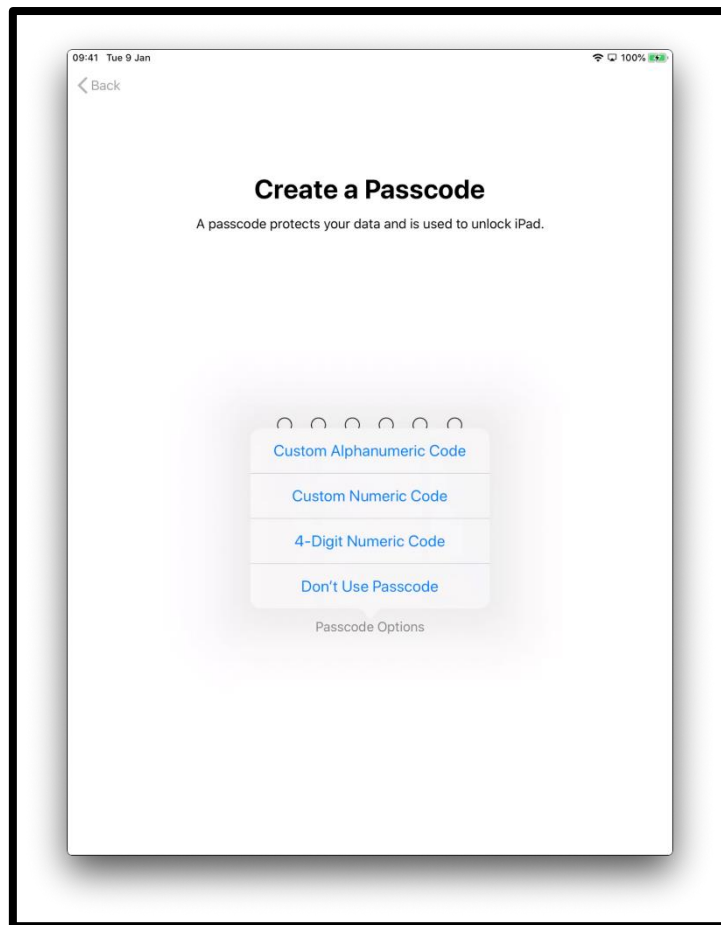 09:41 Tue 9 Jan 100%
Back
Create a Passcode
A passcode protects your data and is used to unlock iPad.
Custom Alphanumeric Code
Custom Numeric Code
4-Digit Numeric Code
Don't Use Passcode
Passcode Options